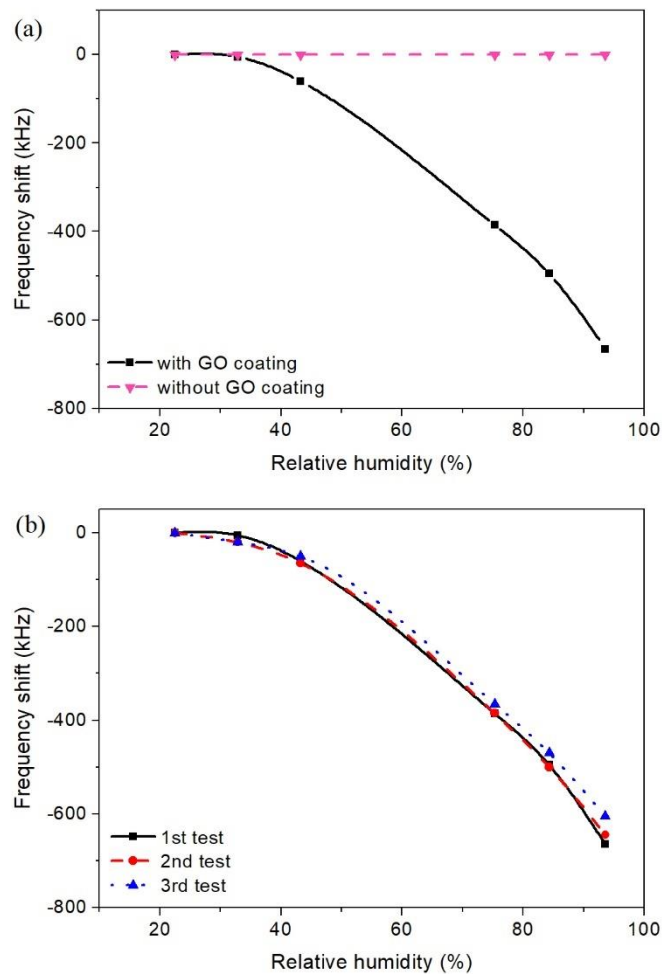 (a)
0
-200
-400
-600
-800
Frequency shift (kHz)
with GO coating
without GO coating
20 40 60 80 100
Relative humidity (%)
(b)
0
-200
-400
-600
-800
Frequency shift (kHz)
1st test
2nd test
3rd test
20 40 60 80 100
Relative humidity (%)